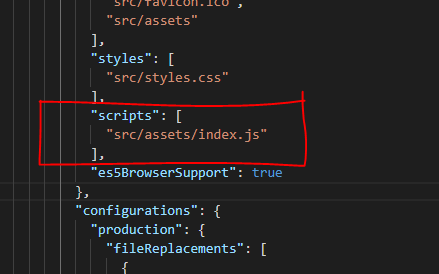 "src/favicon.ico",
"src/assets"
],
"styles": [
"src/styles.css"
],
"scripts": [
"src/assets/index.js"
],
"es5BrowserSupport": true
},
"configurations": {
"production": {
"fileReplacements": [
{